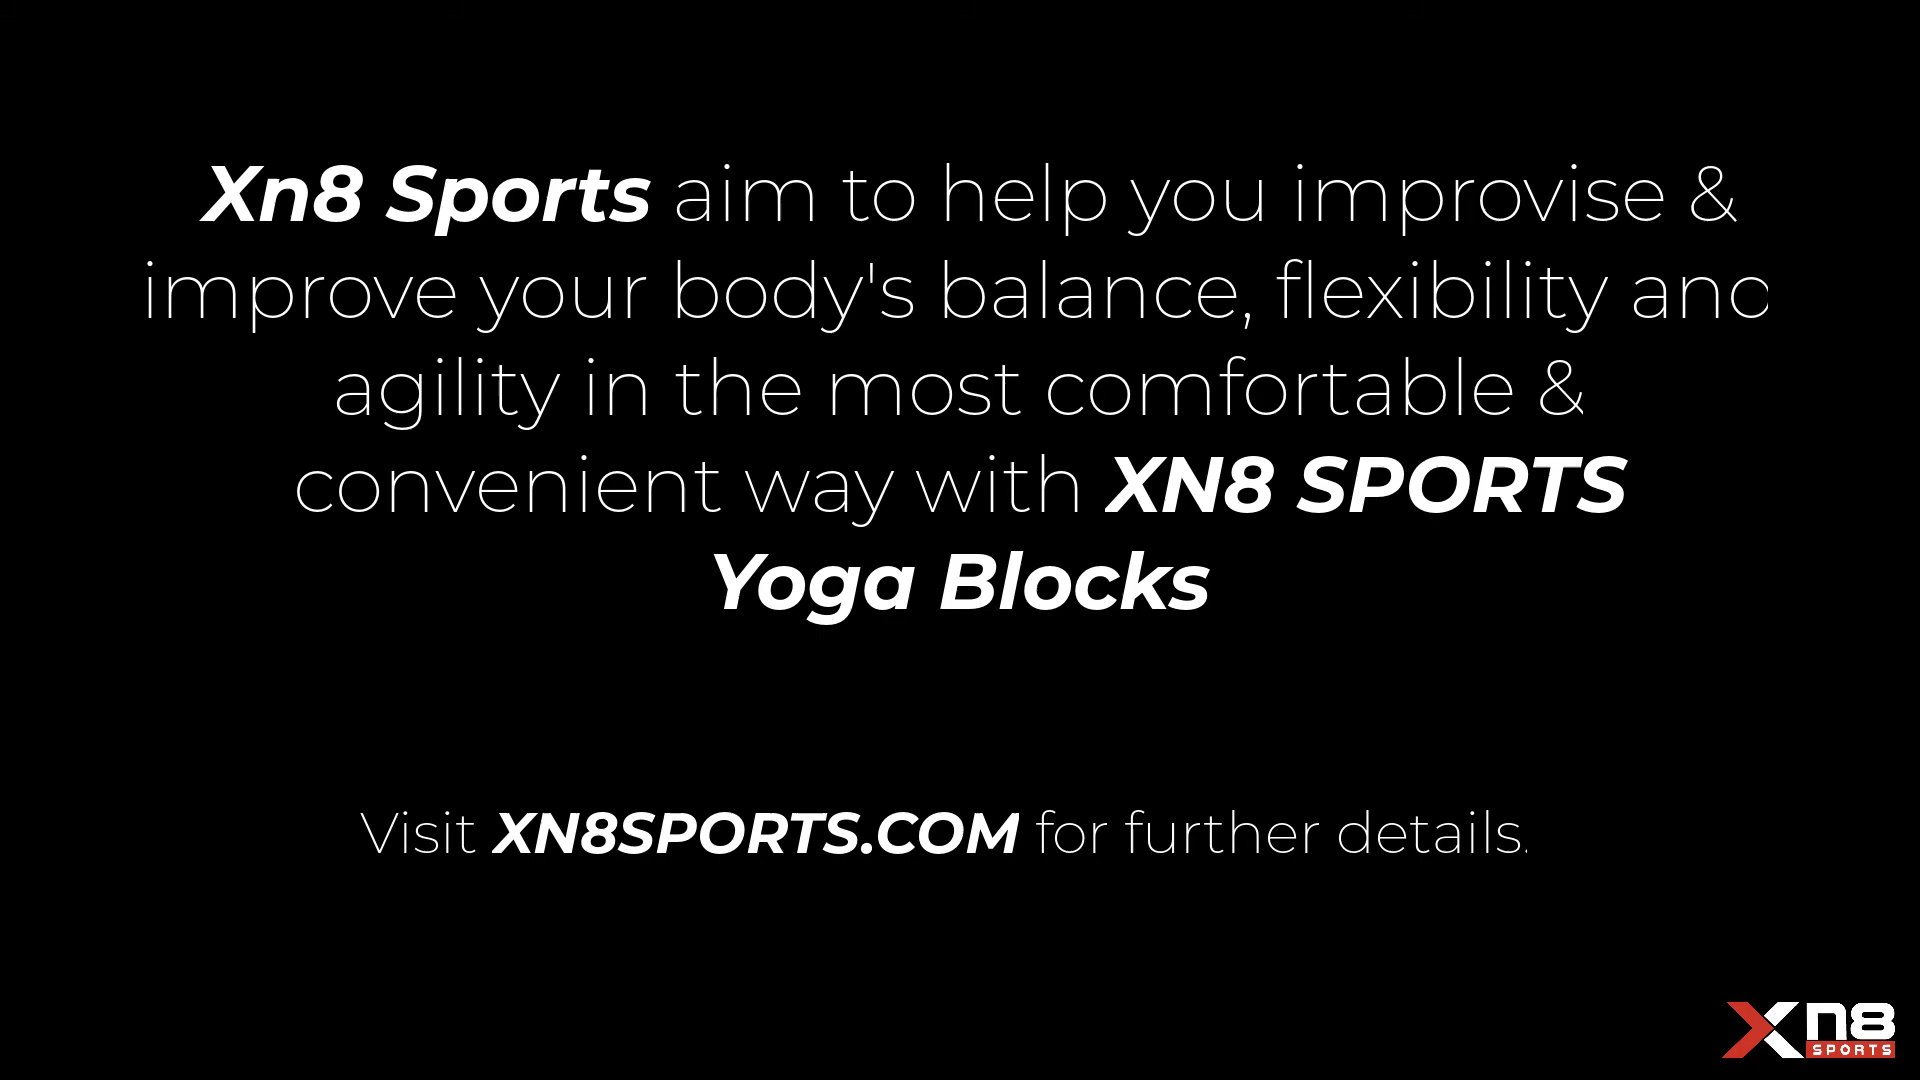 Xn8 Sports aim to help you improvise &
improve your body's balance, flexibility and
agility in the most comfortable &
convenient way with XN8 SPORTS
Yoga Blocks
Visit XN8SPORTS.COM for further details.
Xn8
SPORTS